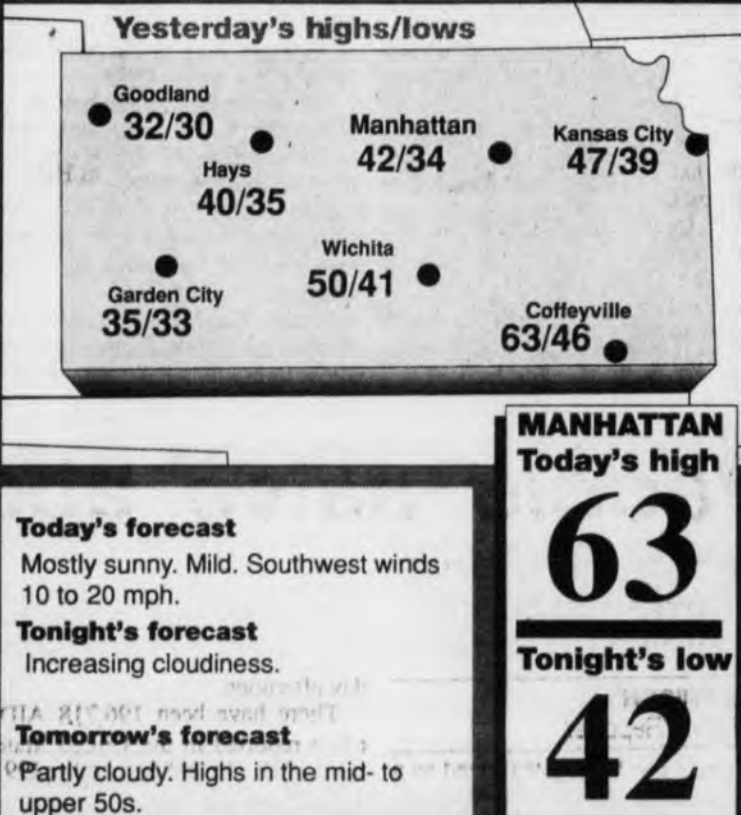 Yesterday's highs/lows
Goodland
32/30
Hays
40/35
Manhattan
42/34
Kansas City
47/39
Garden City
35/33
Wichita
50/41
Coffeyville
63/46
MANHATTAN
Today's high
63
Tonight's low
42
Today's forecast
Mostly sunny. Mild. Southwest winds
10 to 20 mph.
Tonight's forecast
Increasing cloudiness.
Tomorrow's forecast
Partly cloudy. Highs in the mid- to
upper 50s.